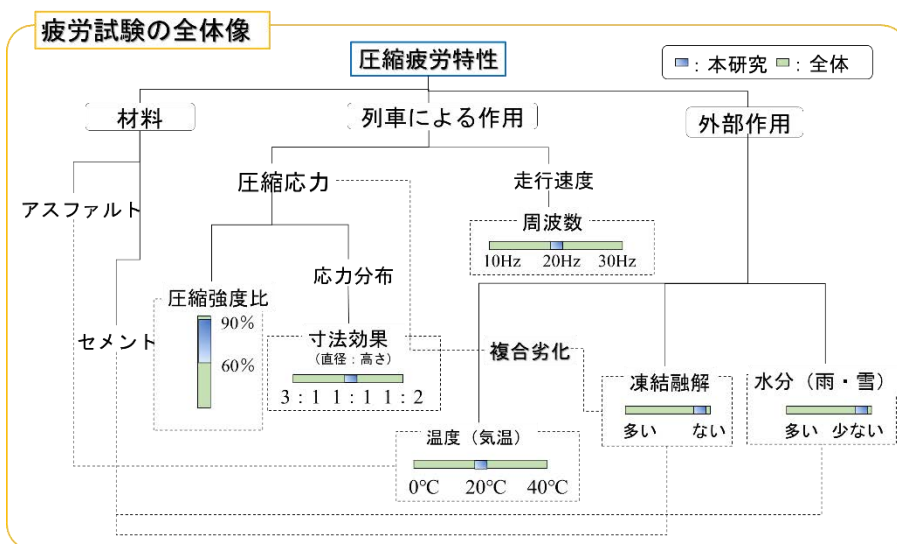 疲労試験の全体像
圧縮疲労特性
：本研究 ：全体
材料
列車による作用
外部作用
圧縮応力
走行速度
アスファルト
周波数
10Hz 20Hz 30Hz
応力分布
圧縮強度比
90%
60%
セメント
寸法効果
（直径：高さ）
3：1 1：1 1：2
複合劣化
凍結融解
多い ない
水分（雨・雪）
多い 少ない
温度（気温）
0℃ 20℃ 40℃